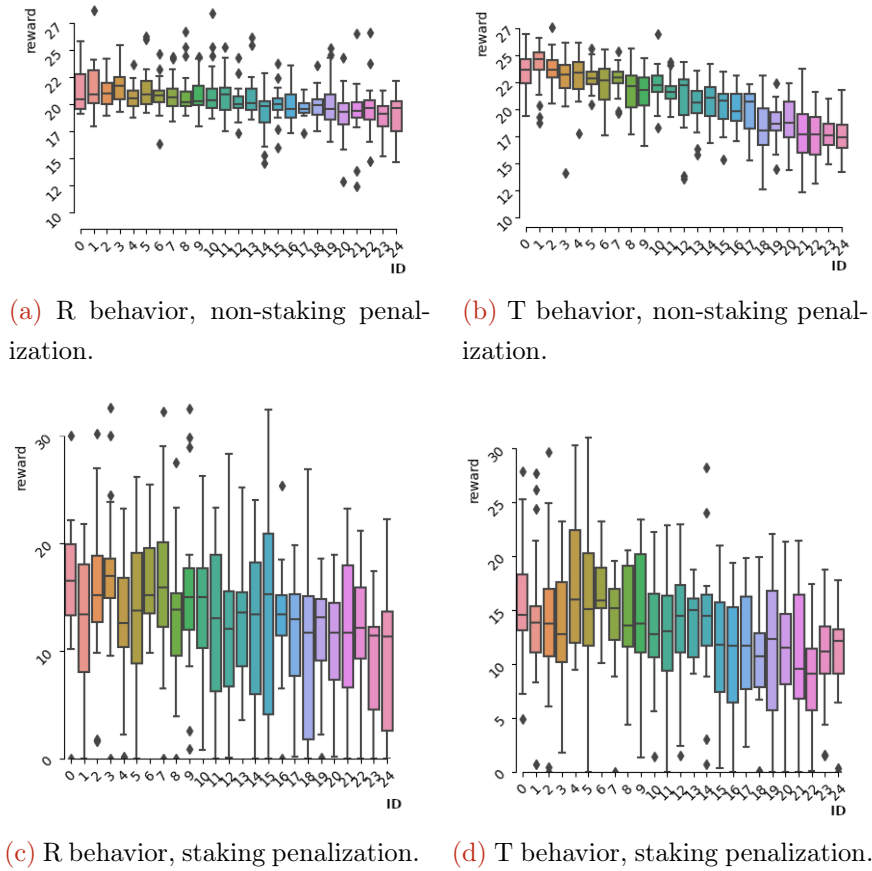 reward
27
25
22
20
17
15
12
10
0 1 2 3 4 5 6 7 8 9 10 11 12 13 14 15 16 17 18 19 20 21 22 23 24
ID
reward
27
25
22
20
17
15
12
10
0 1 2 3 4 5 6 7 8 9 10 11 12 13 14 15 16 17 18 19 20 21 22 23 24
ID
(a) R behavior, non-staking penal-
ization.
(b) T behavior, non-staking penal-
ization.
reward
30
20
10
0
0 1 2 3 4 5 6 7 8 9 10 11 12 13 14 15 16 17 18 19 20 21 22 23 24
ID
reward
30
25
20
15
10
5
0
0 1 2 3 4 5 6 7 8 9 10 11 12 13 14 15 16 17 18 19 20 21 22 23 24
ID
(c) R behavior, staking penalization.
(d) T behavior, staking penalization.